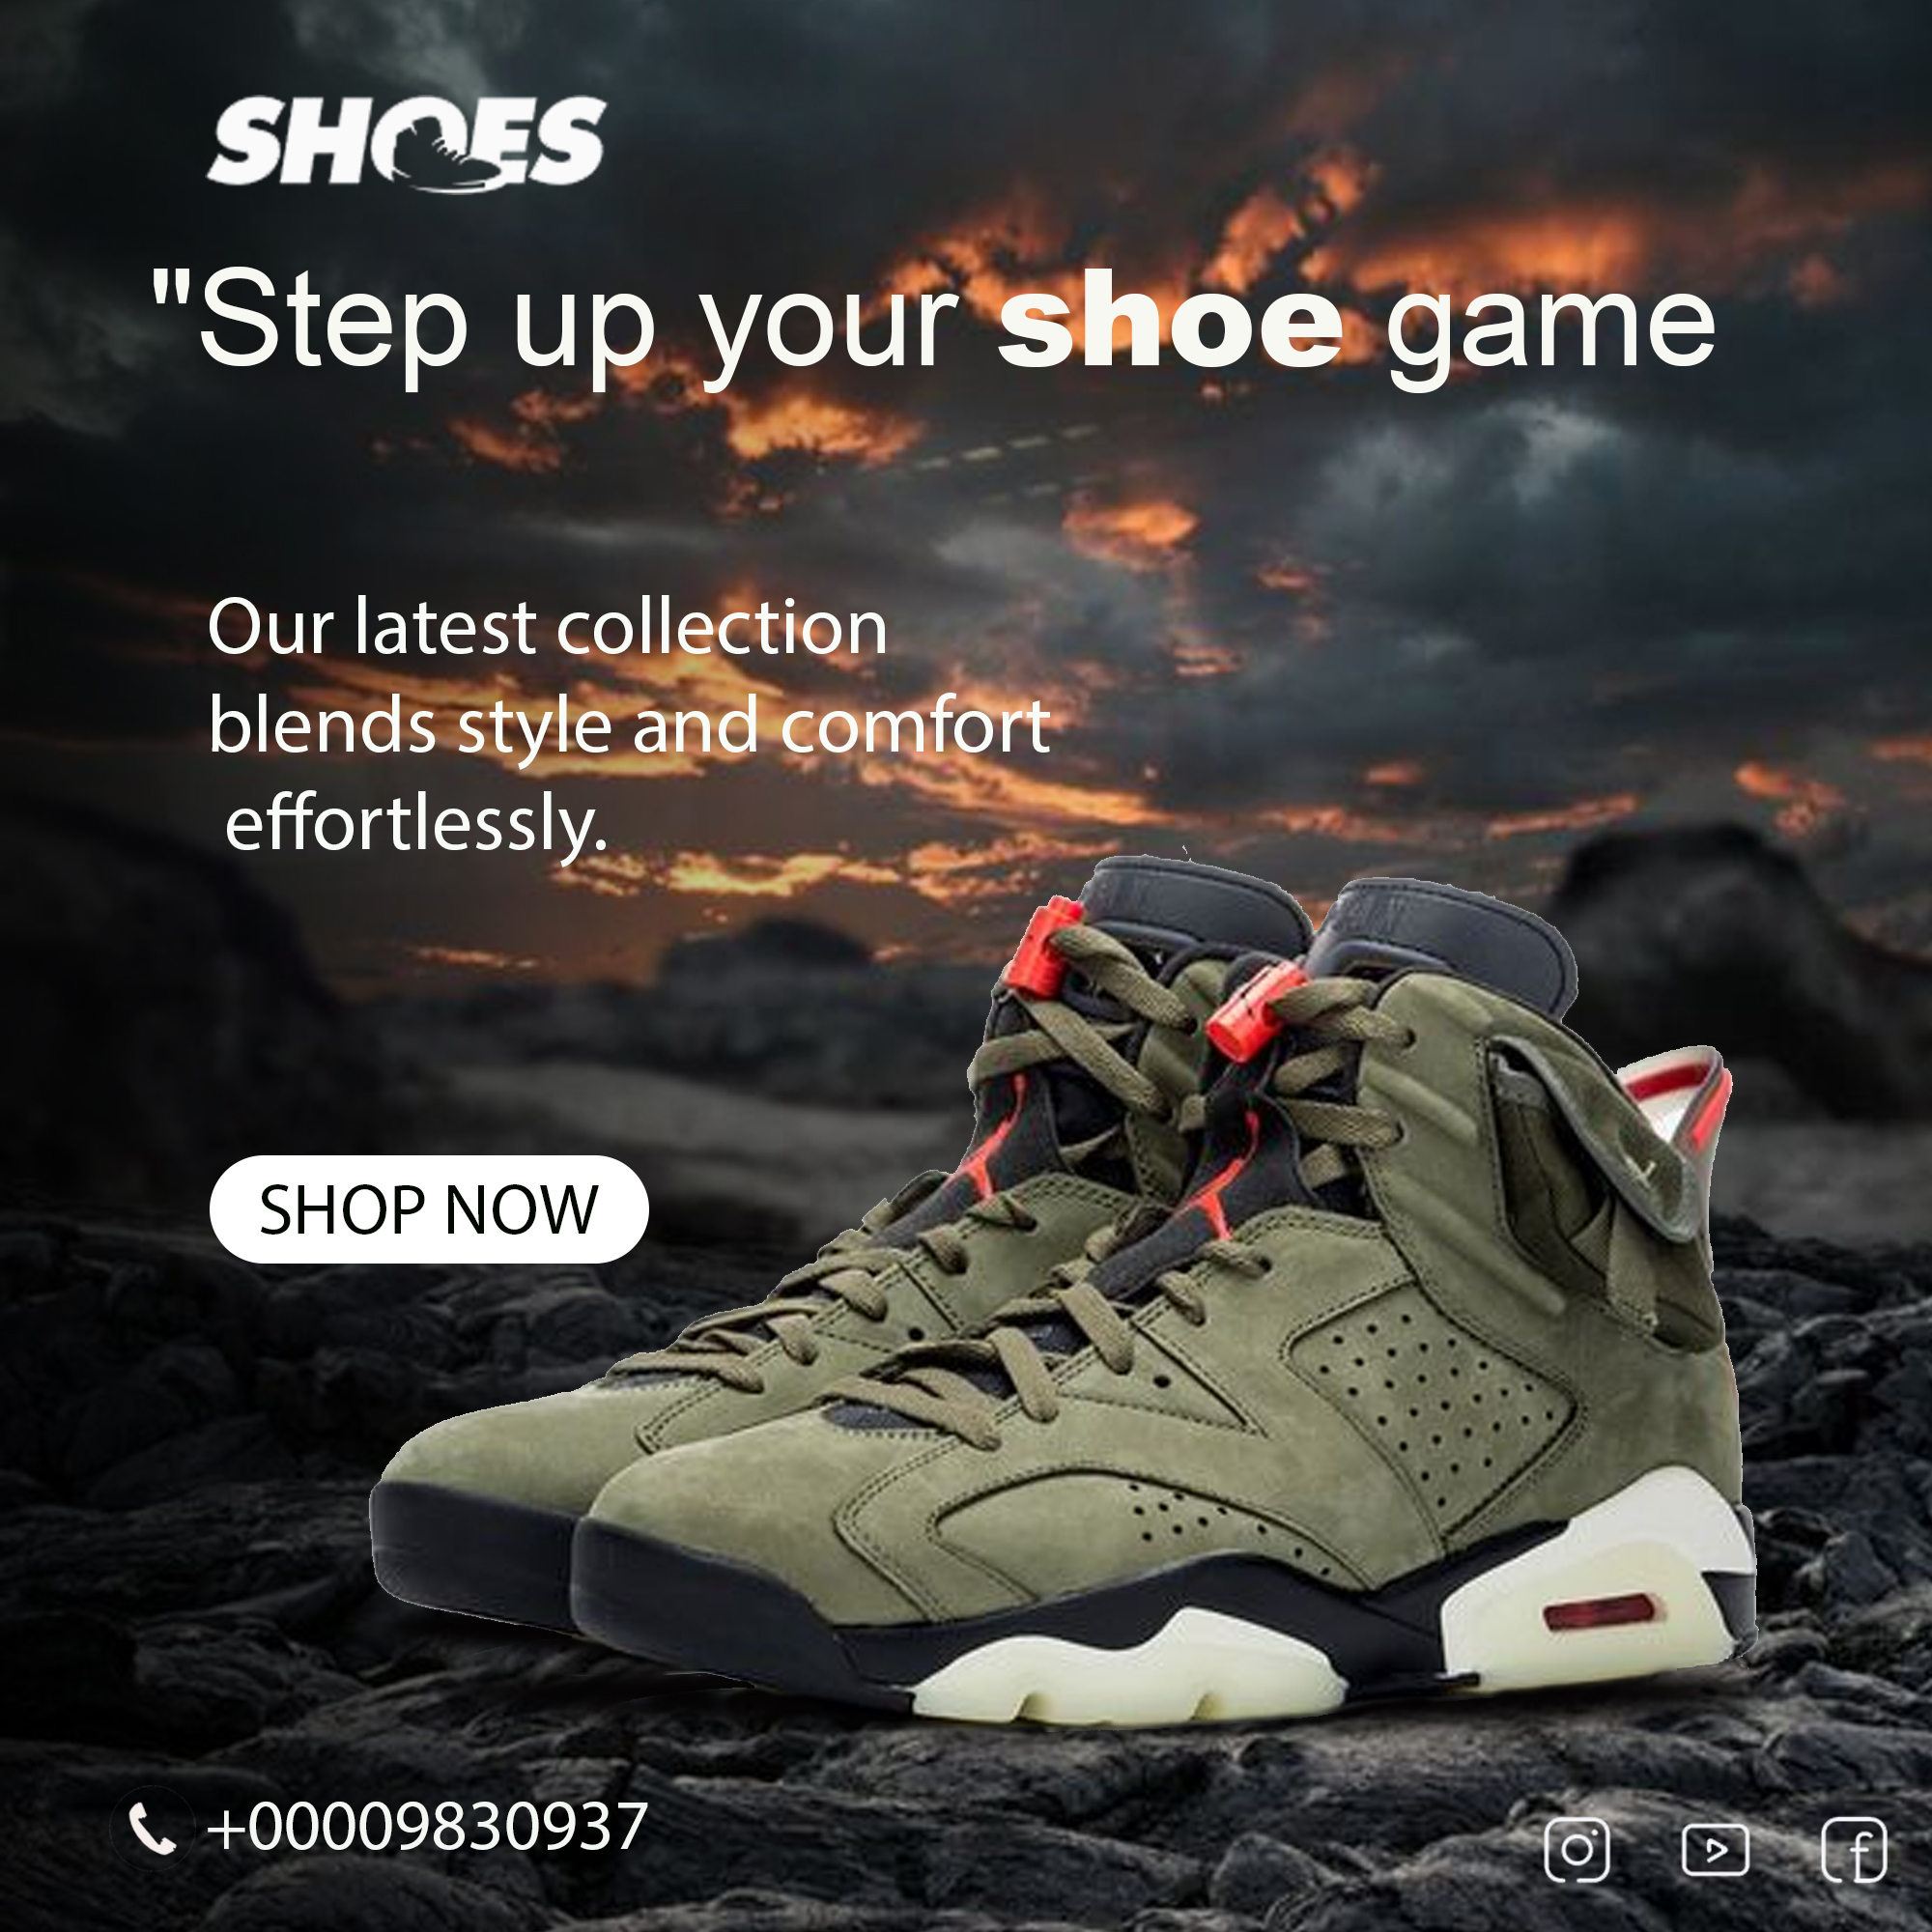 SHOES
"Step up your shoe game
Our latest collection
blends style and comfort
effortlessly.
SHOP NOW
+00009830937